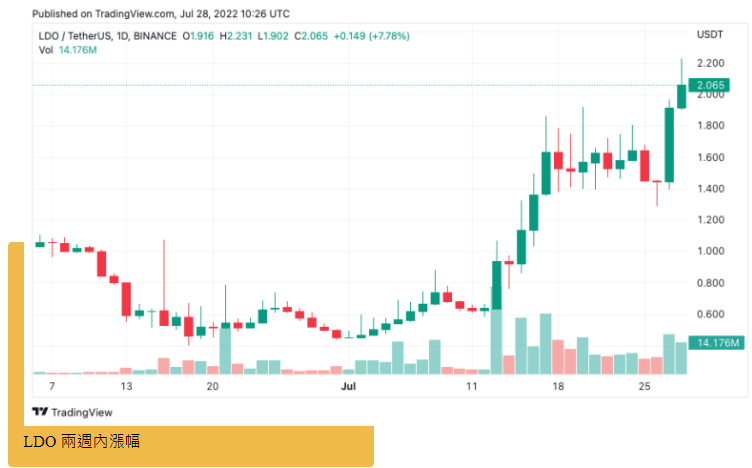 Published on TradingView.com, Jul 28, 2022 10:26 UTC
LDO / TetherUS, 1D, BINANCE O1.916 H2.231 L1.902 C2.065 +0.149 (+7.78%)
USDT
Vol 14.176M
2.200
2.065
2.000
1.800
1.600
1.400
1.200
1.000
0.800
0.600
14.176M
7 13 20 Jul 11 18 25
TradingView
LDO 兩週內漲幅